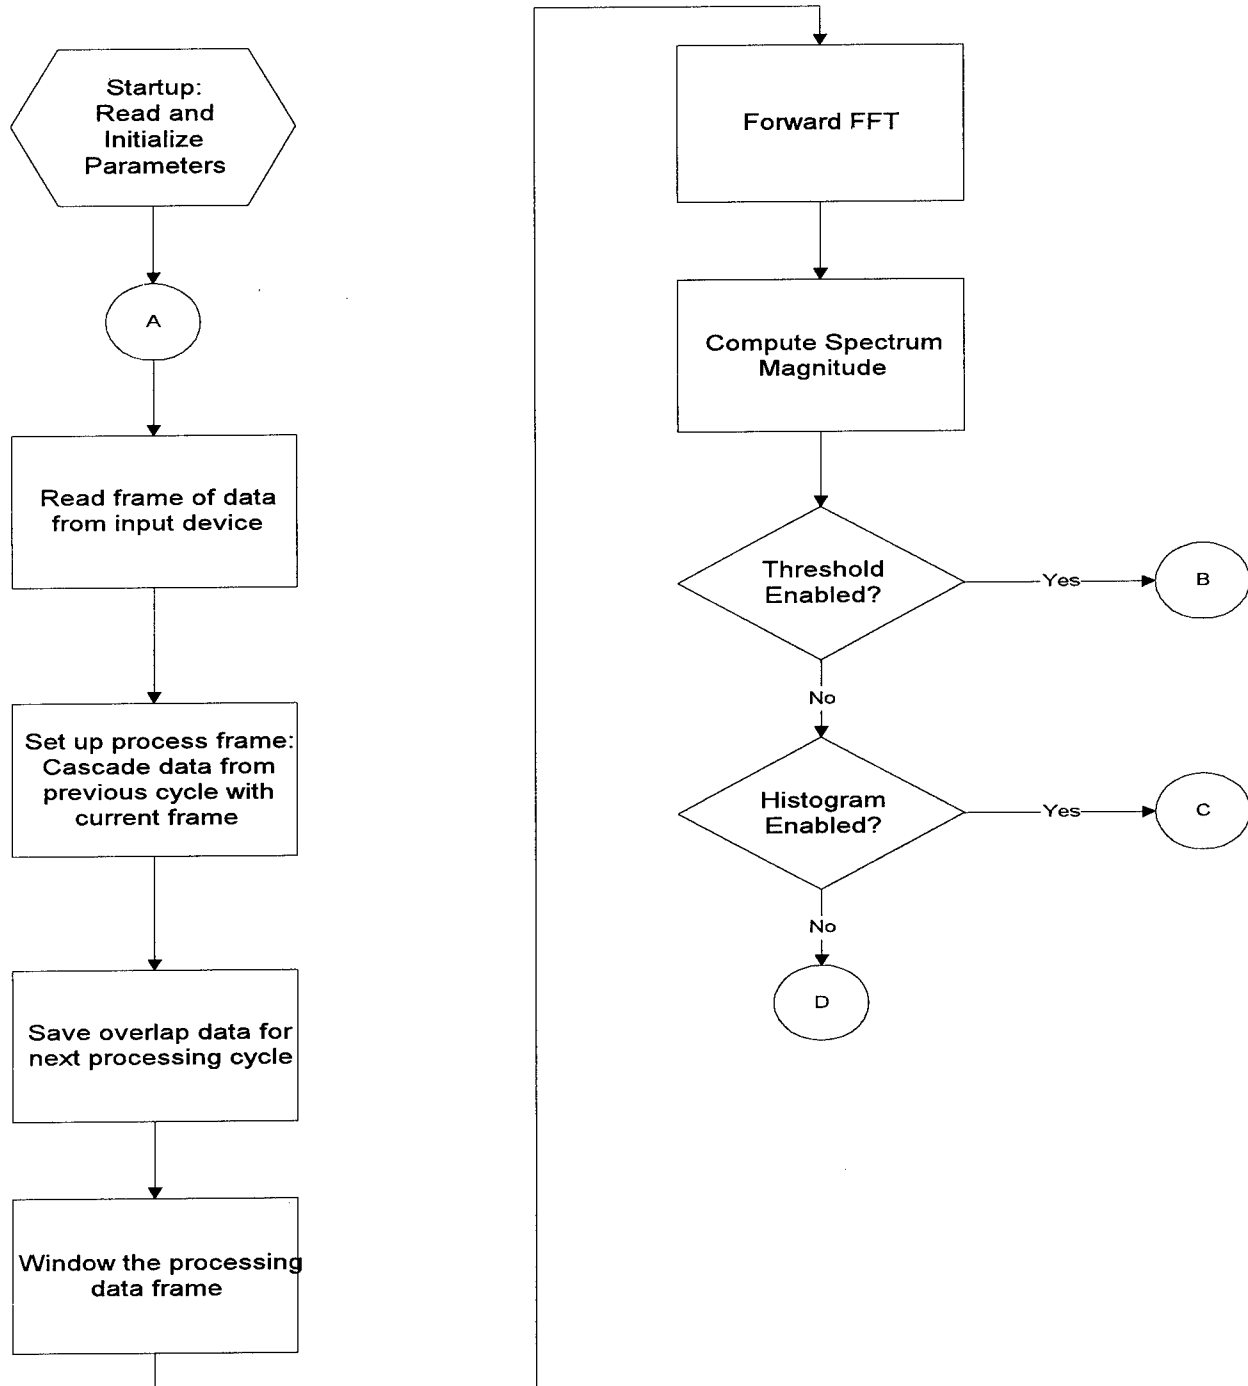 Startup:
Read and
Initialize
Parameters
A
Read frame of data
from input device
Set up process frame:
Cascade data from
previous cycle with
current frame
Save overlap data for
next processing cycle
Window the processing
data frame
Forward FFT
Compute Spectrum
Magnitude
Threshold
Enabled?
Yes
B
No
Histogram
Enabled?
Yes
C
No
D